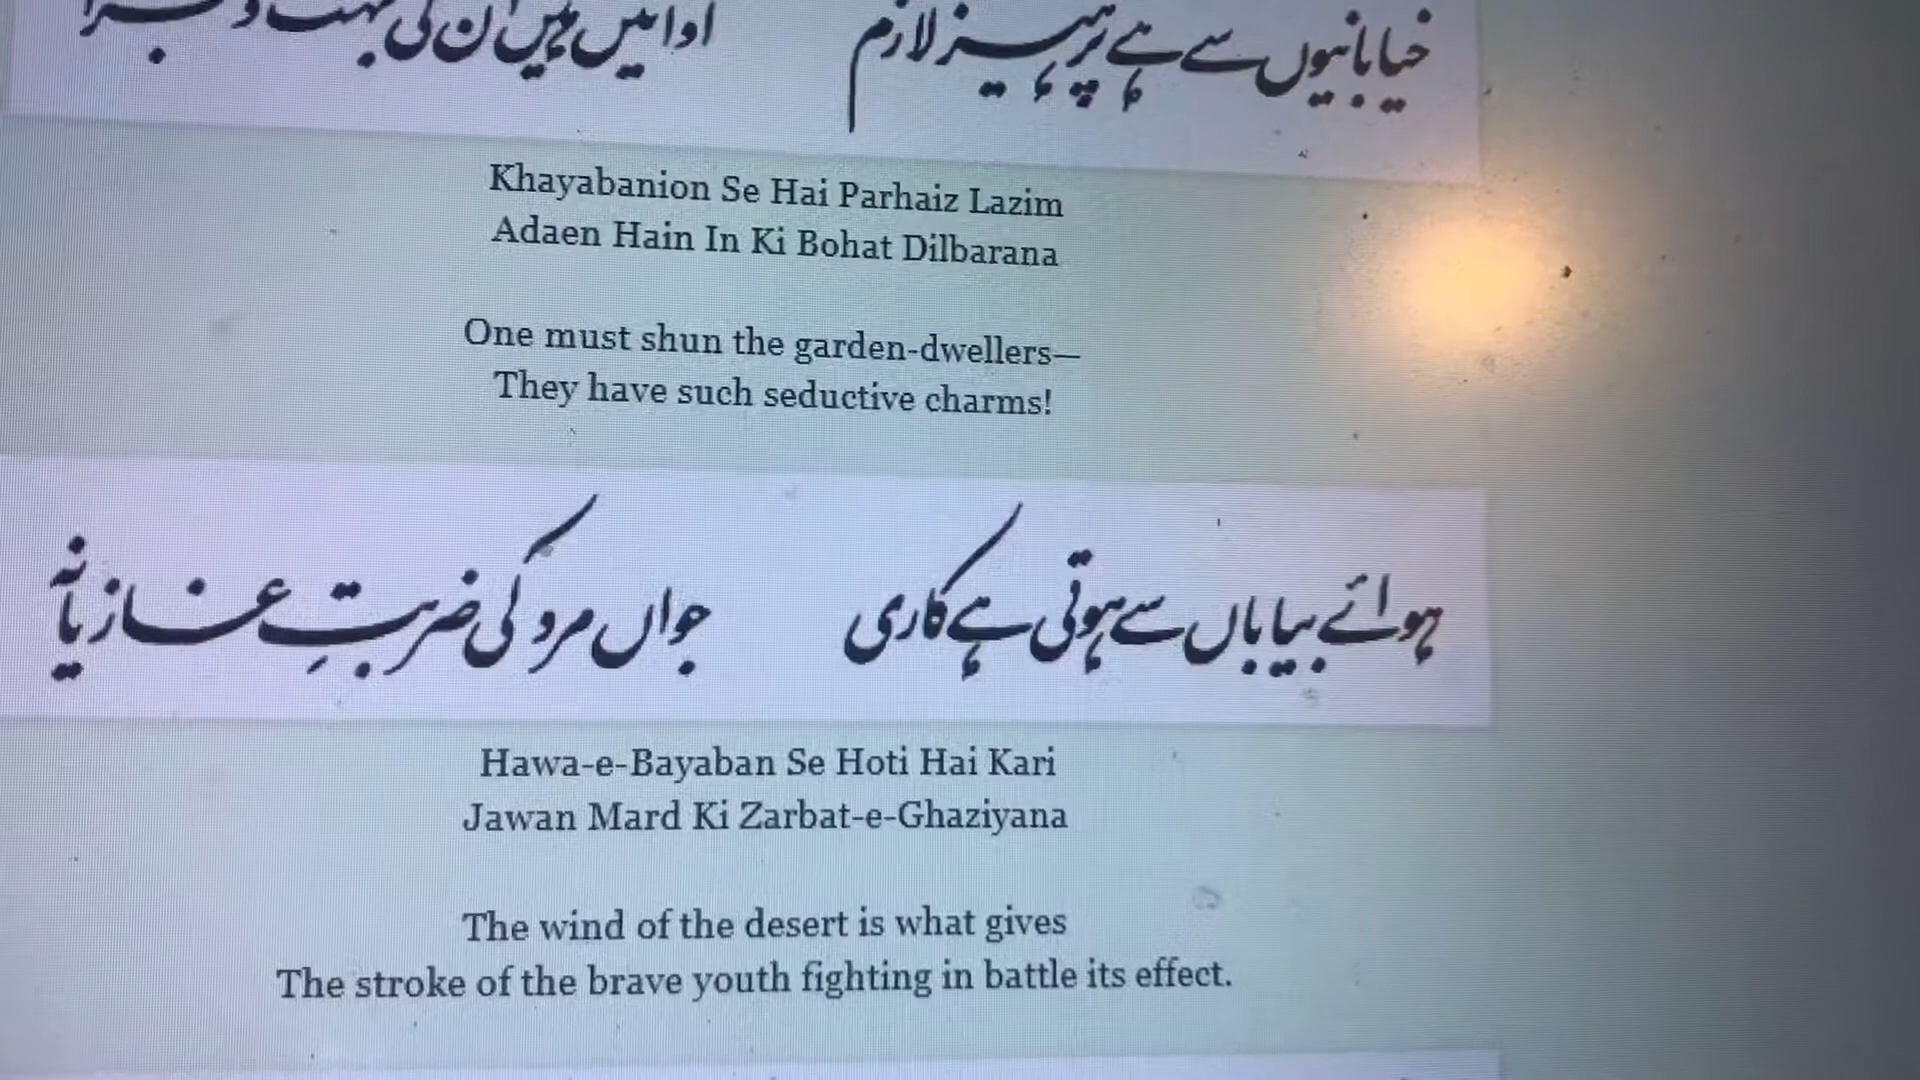 خیابانیوں سے ہے پرہیز لازم ادائیں ہیں ان کی بہت
Khayabanion Se Hai Parhaiz Lazim
Adaen Hain In Ki Bohat Dilbarana
One must shun the garden-dwellers—
They have such seductive charms!
ہوائے بیاباں سے ہوتی ہے کاری جواں مرد کی ضربتِ غازیانہ
Hawa-e-Bayaban Se Hoti Hai Kari
Jawan Mard Ki Zarbat-e-Ghaziyana
The wind of the desert is what gives
The stroke of the brave youth fighting in battle its effect.